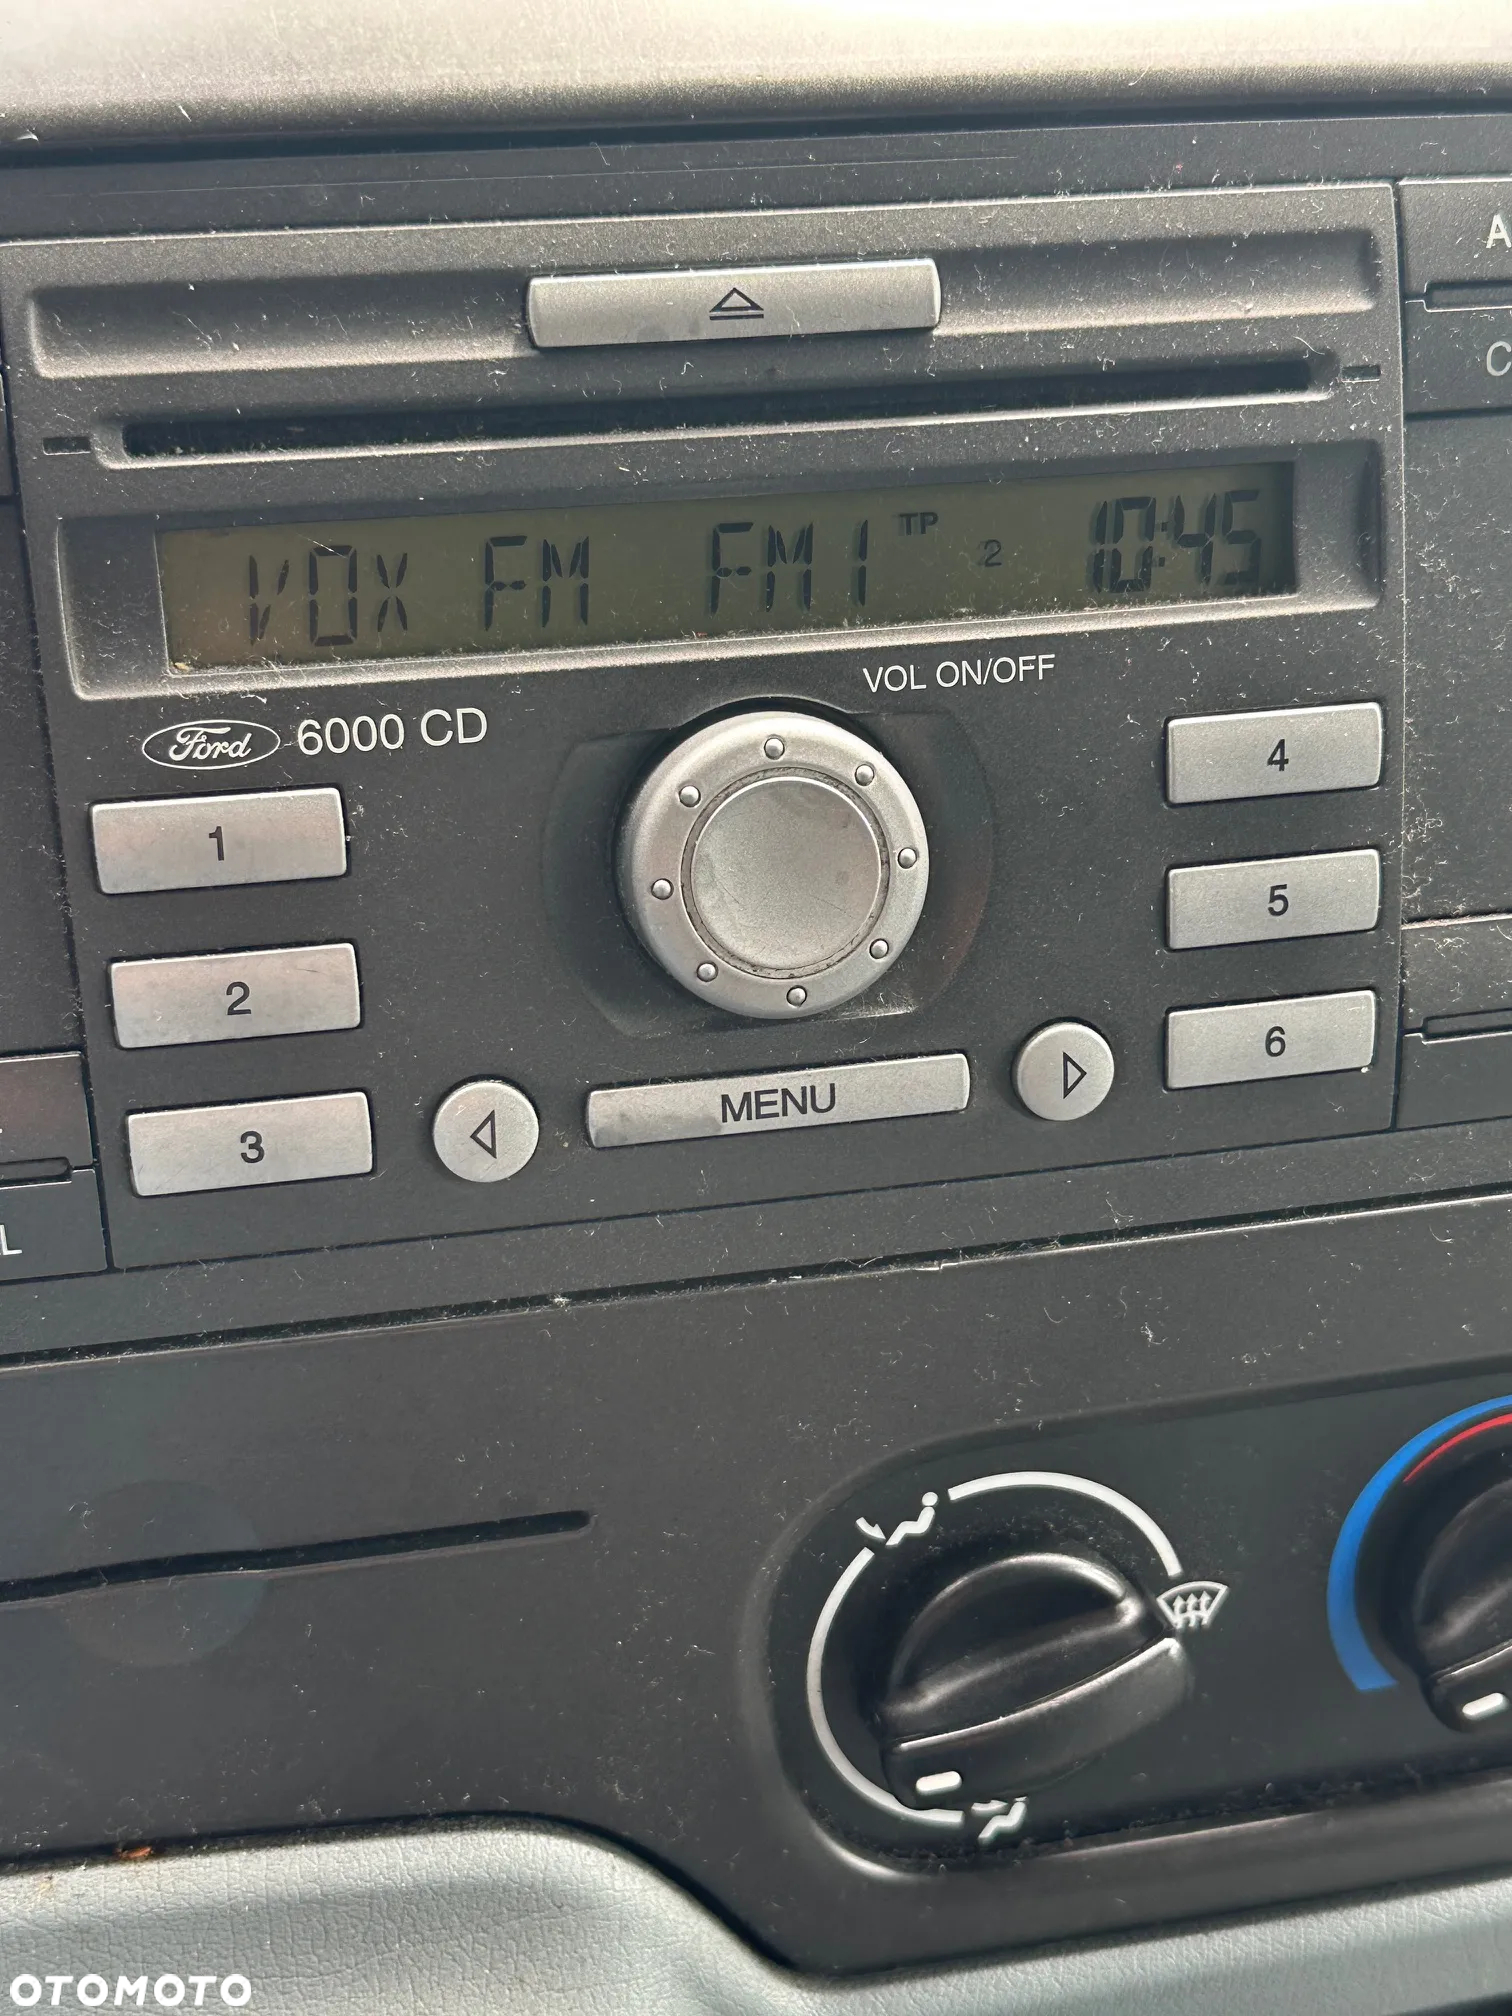 A
C
VOX FM FM1 TP 2 10:45
VOL ON/OFF
Ford 6000 CD
1
4
2
5
3
MENU
6
L
OTOMOTO